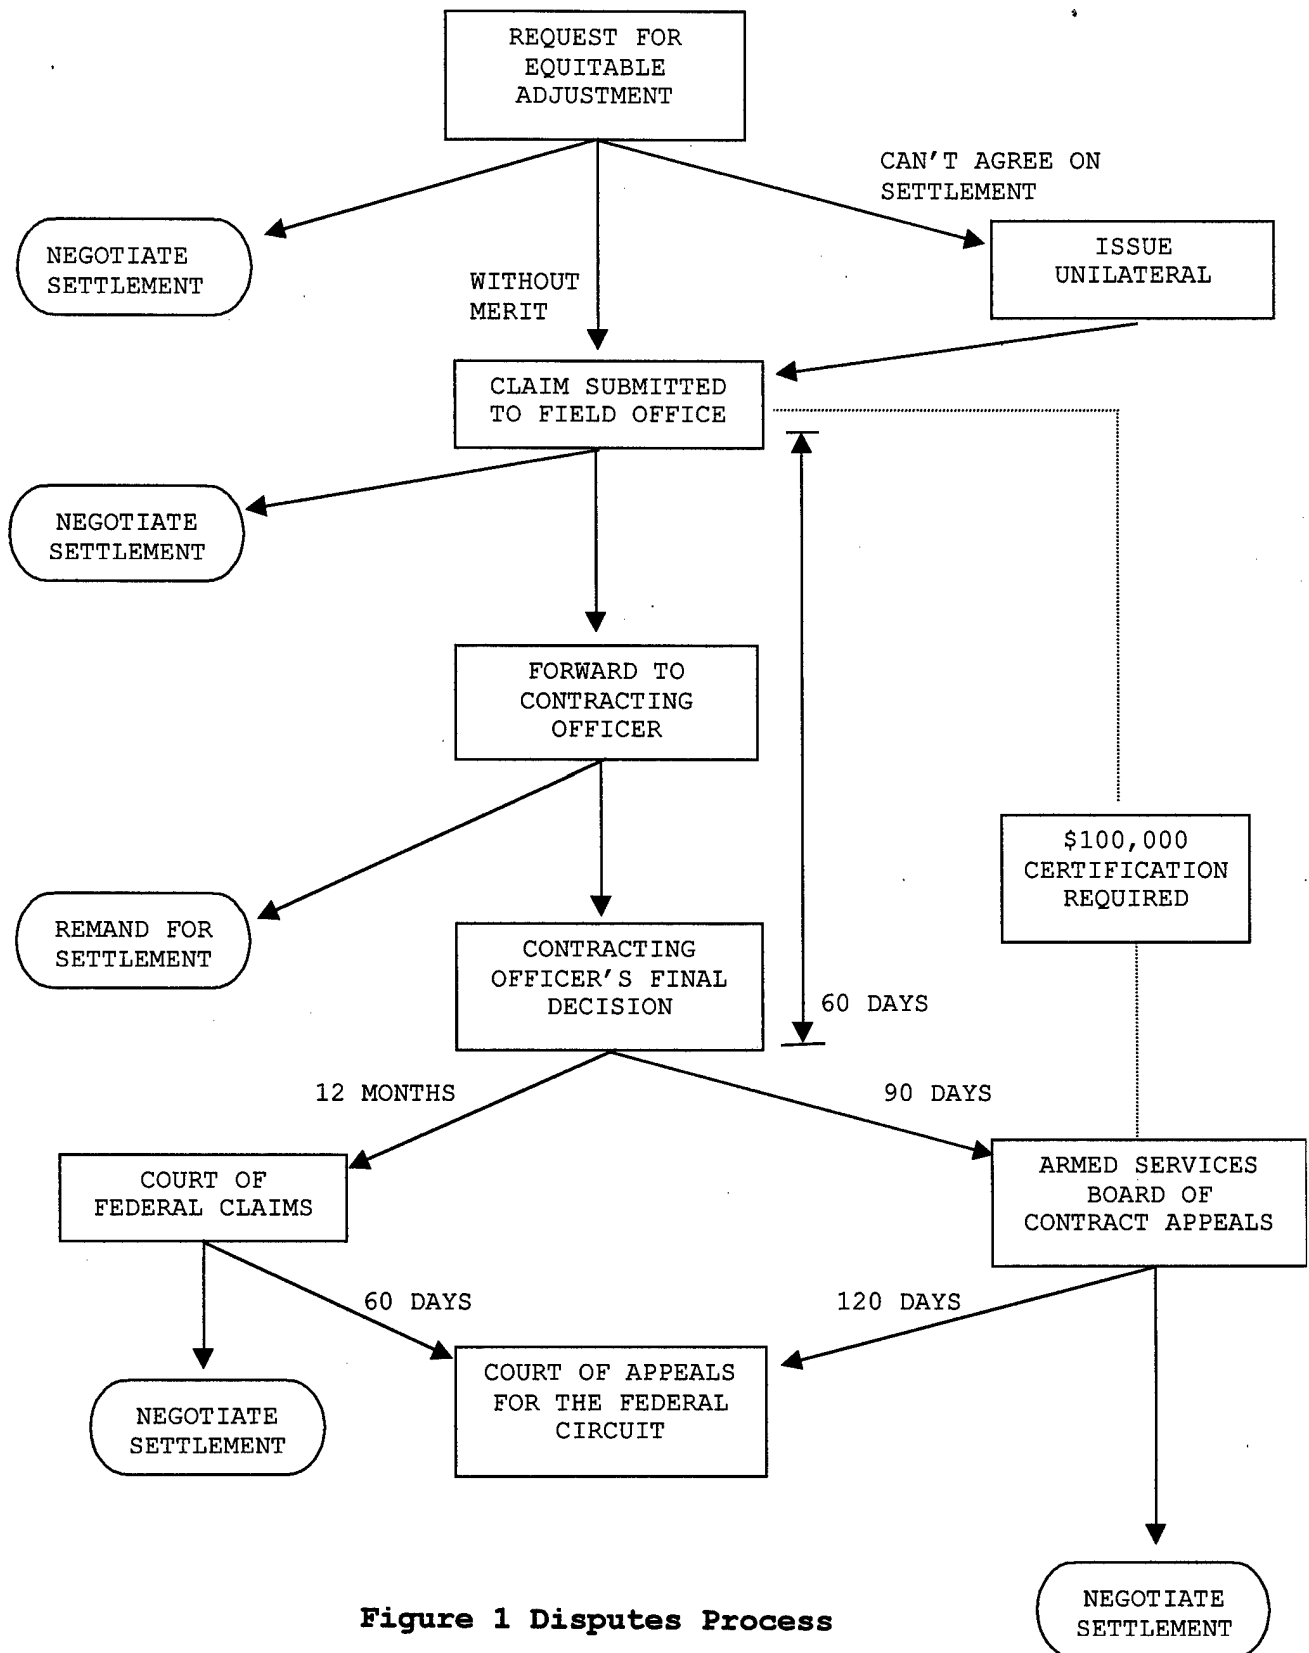 REQUEST FOR
EQUITABLE
ADJUSTMENT
CAN'T AGREE ON
SETTLEMENT
NEGOTIATE
SETTLEMENT
WITHOUT
MERIT
ISSUE
UNILATERAL
CLAIM SUBMITTED
TO FIELD OFFICE
NEGOTIATE
SETTLEMENT
FORWARD TO
CONTRACTING
OFFICER
$100,000
CERTIFICATION
REQUIRED
REMAND FOR
SETTLEMENT
CONTRACTING
OFFICER'S FINAL
DECISION
60 DAYS
12 MONTHS
90 DAYS
COURT OF
FEDERAL CLAIMS
ARMED SERVICES
BOARD OF
CONTRACT APPEALS
60 DAYS
120 DAYS
COURT OF APPEALS
FOR THE FEDERAL
CIRCUIT
NEGOTIATE
SETTLEMENT
NEGOTIATE
SETTLEMENT
Figure 1 Disputes Process